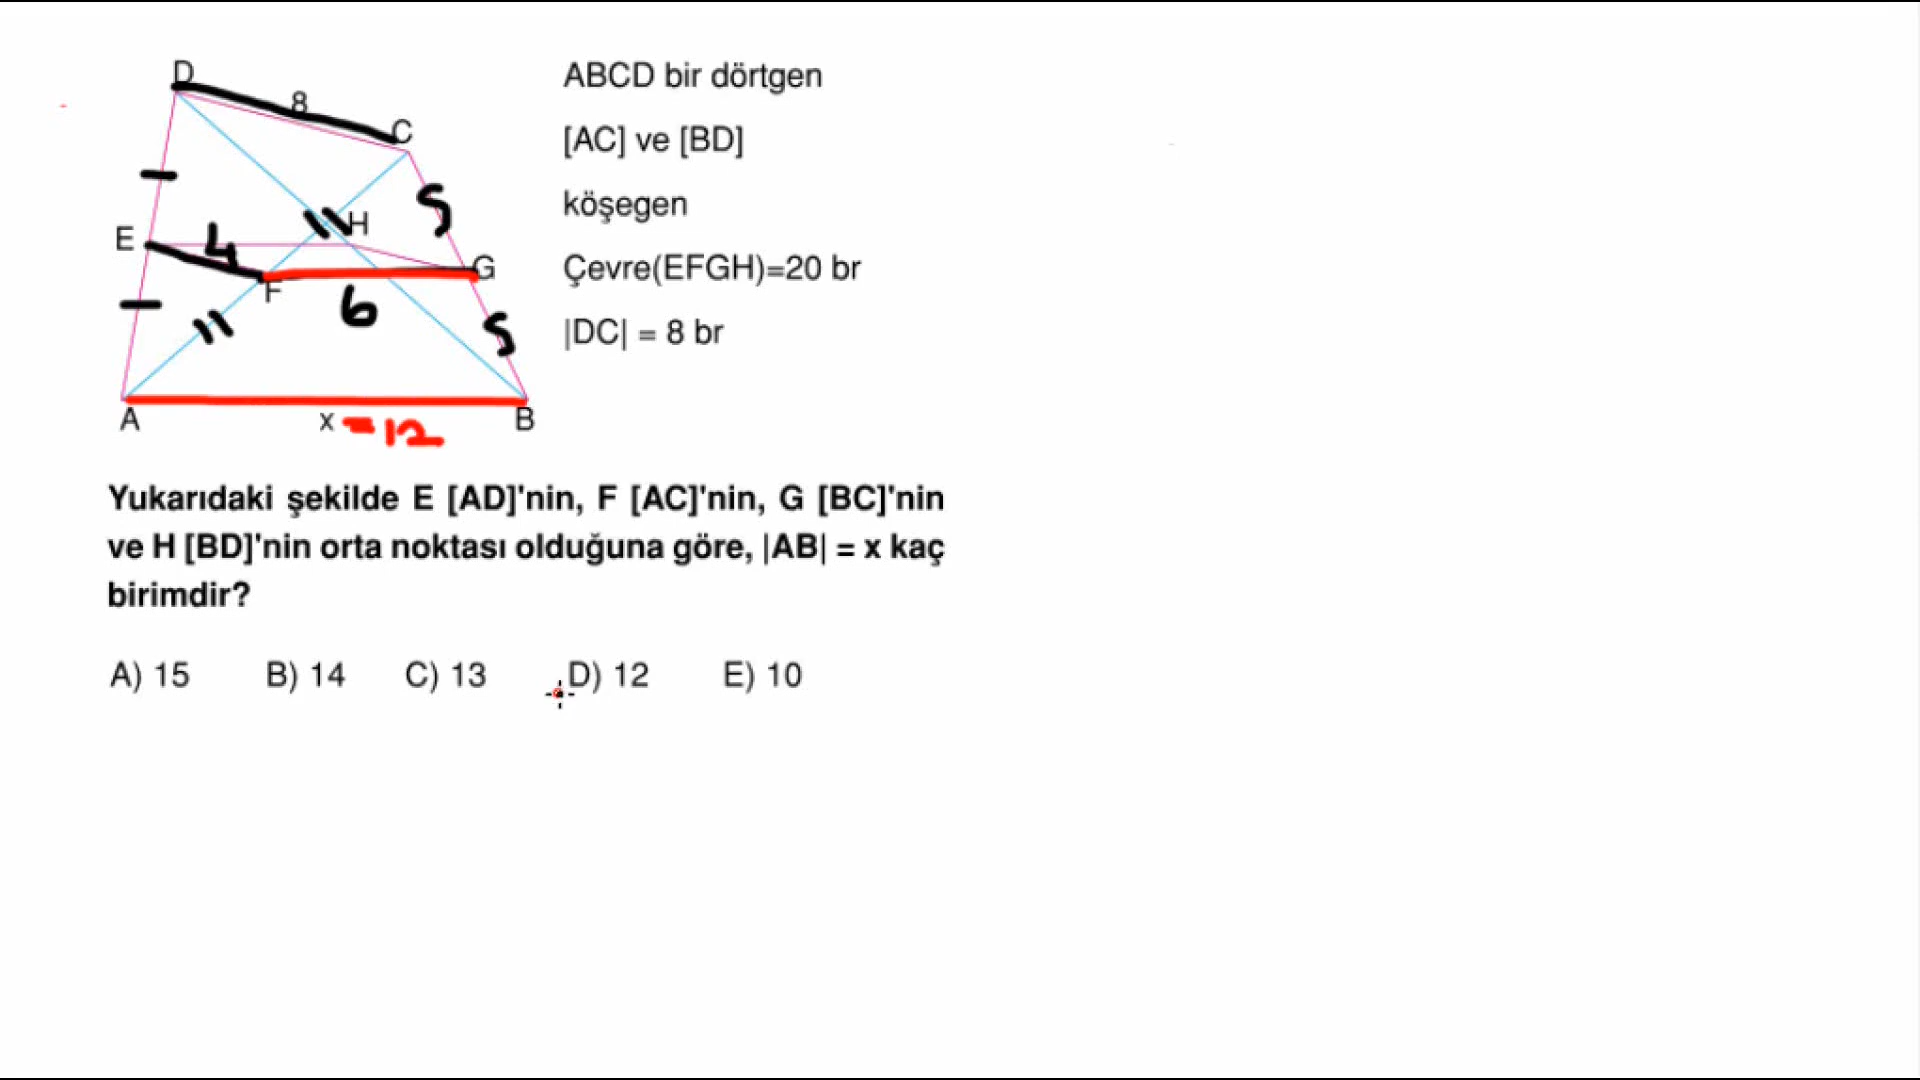 D
8
C
5
H
E
4
G
F
6
5
A
x = 12
B
ABCD bir dörtgen
[AC] ve [BD]
köşegen
Çevre(EFGH)=20 br
|DC| = 8 br
Yukarıdaki şekilde E [AD]'nin, F [AC]'nin, G [BC]'nin
ve H [BD]'nin orta noktası olduğuna göre, |AB| = x kaç
birimdir?
A) 15 B) 14 C) 13 D) 12 E) 10